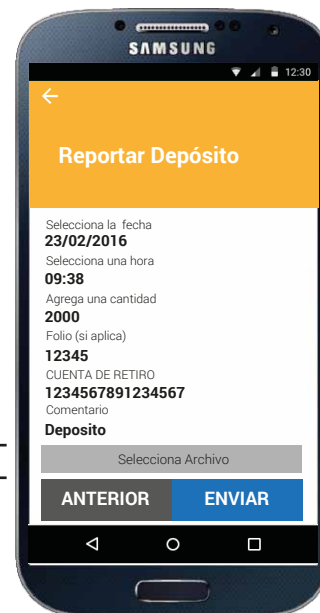 SAMSUNG
12:30
Reportar Depósito
Selecciona la fecha
23/02/2016
Selecciona una hora
09:38
Agrega una cantidad
2000
Folio (si aplica)
12345
CUENTA DE RETIRO
1234567891234567
Comentario
Deposito
Selecciona Archivo
ANTERIOR ENVIAR